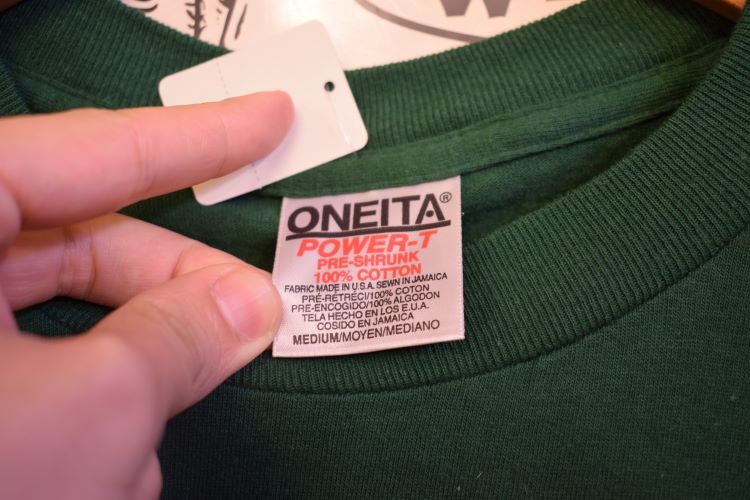 W
ONEITA®
POWER-T
PRE-SHRUNK
100% COTTON
FABRIC MADE IN U.S.A. SEWN IN JAMAICA
PRÉ-RÉTRÉCI/100% COTON
PRE-ENCOGIDO/100% ALGODON
TELA HECHO EN LOS E.U.A.
COSIDO EN JAMAICA
MEDIUM/MOYEN/MEDIANO